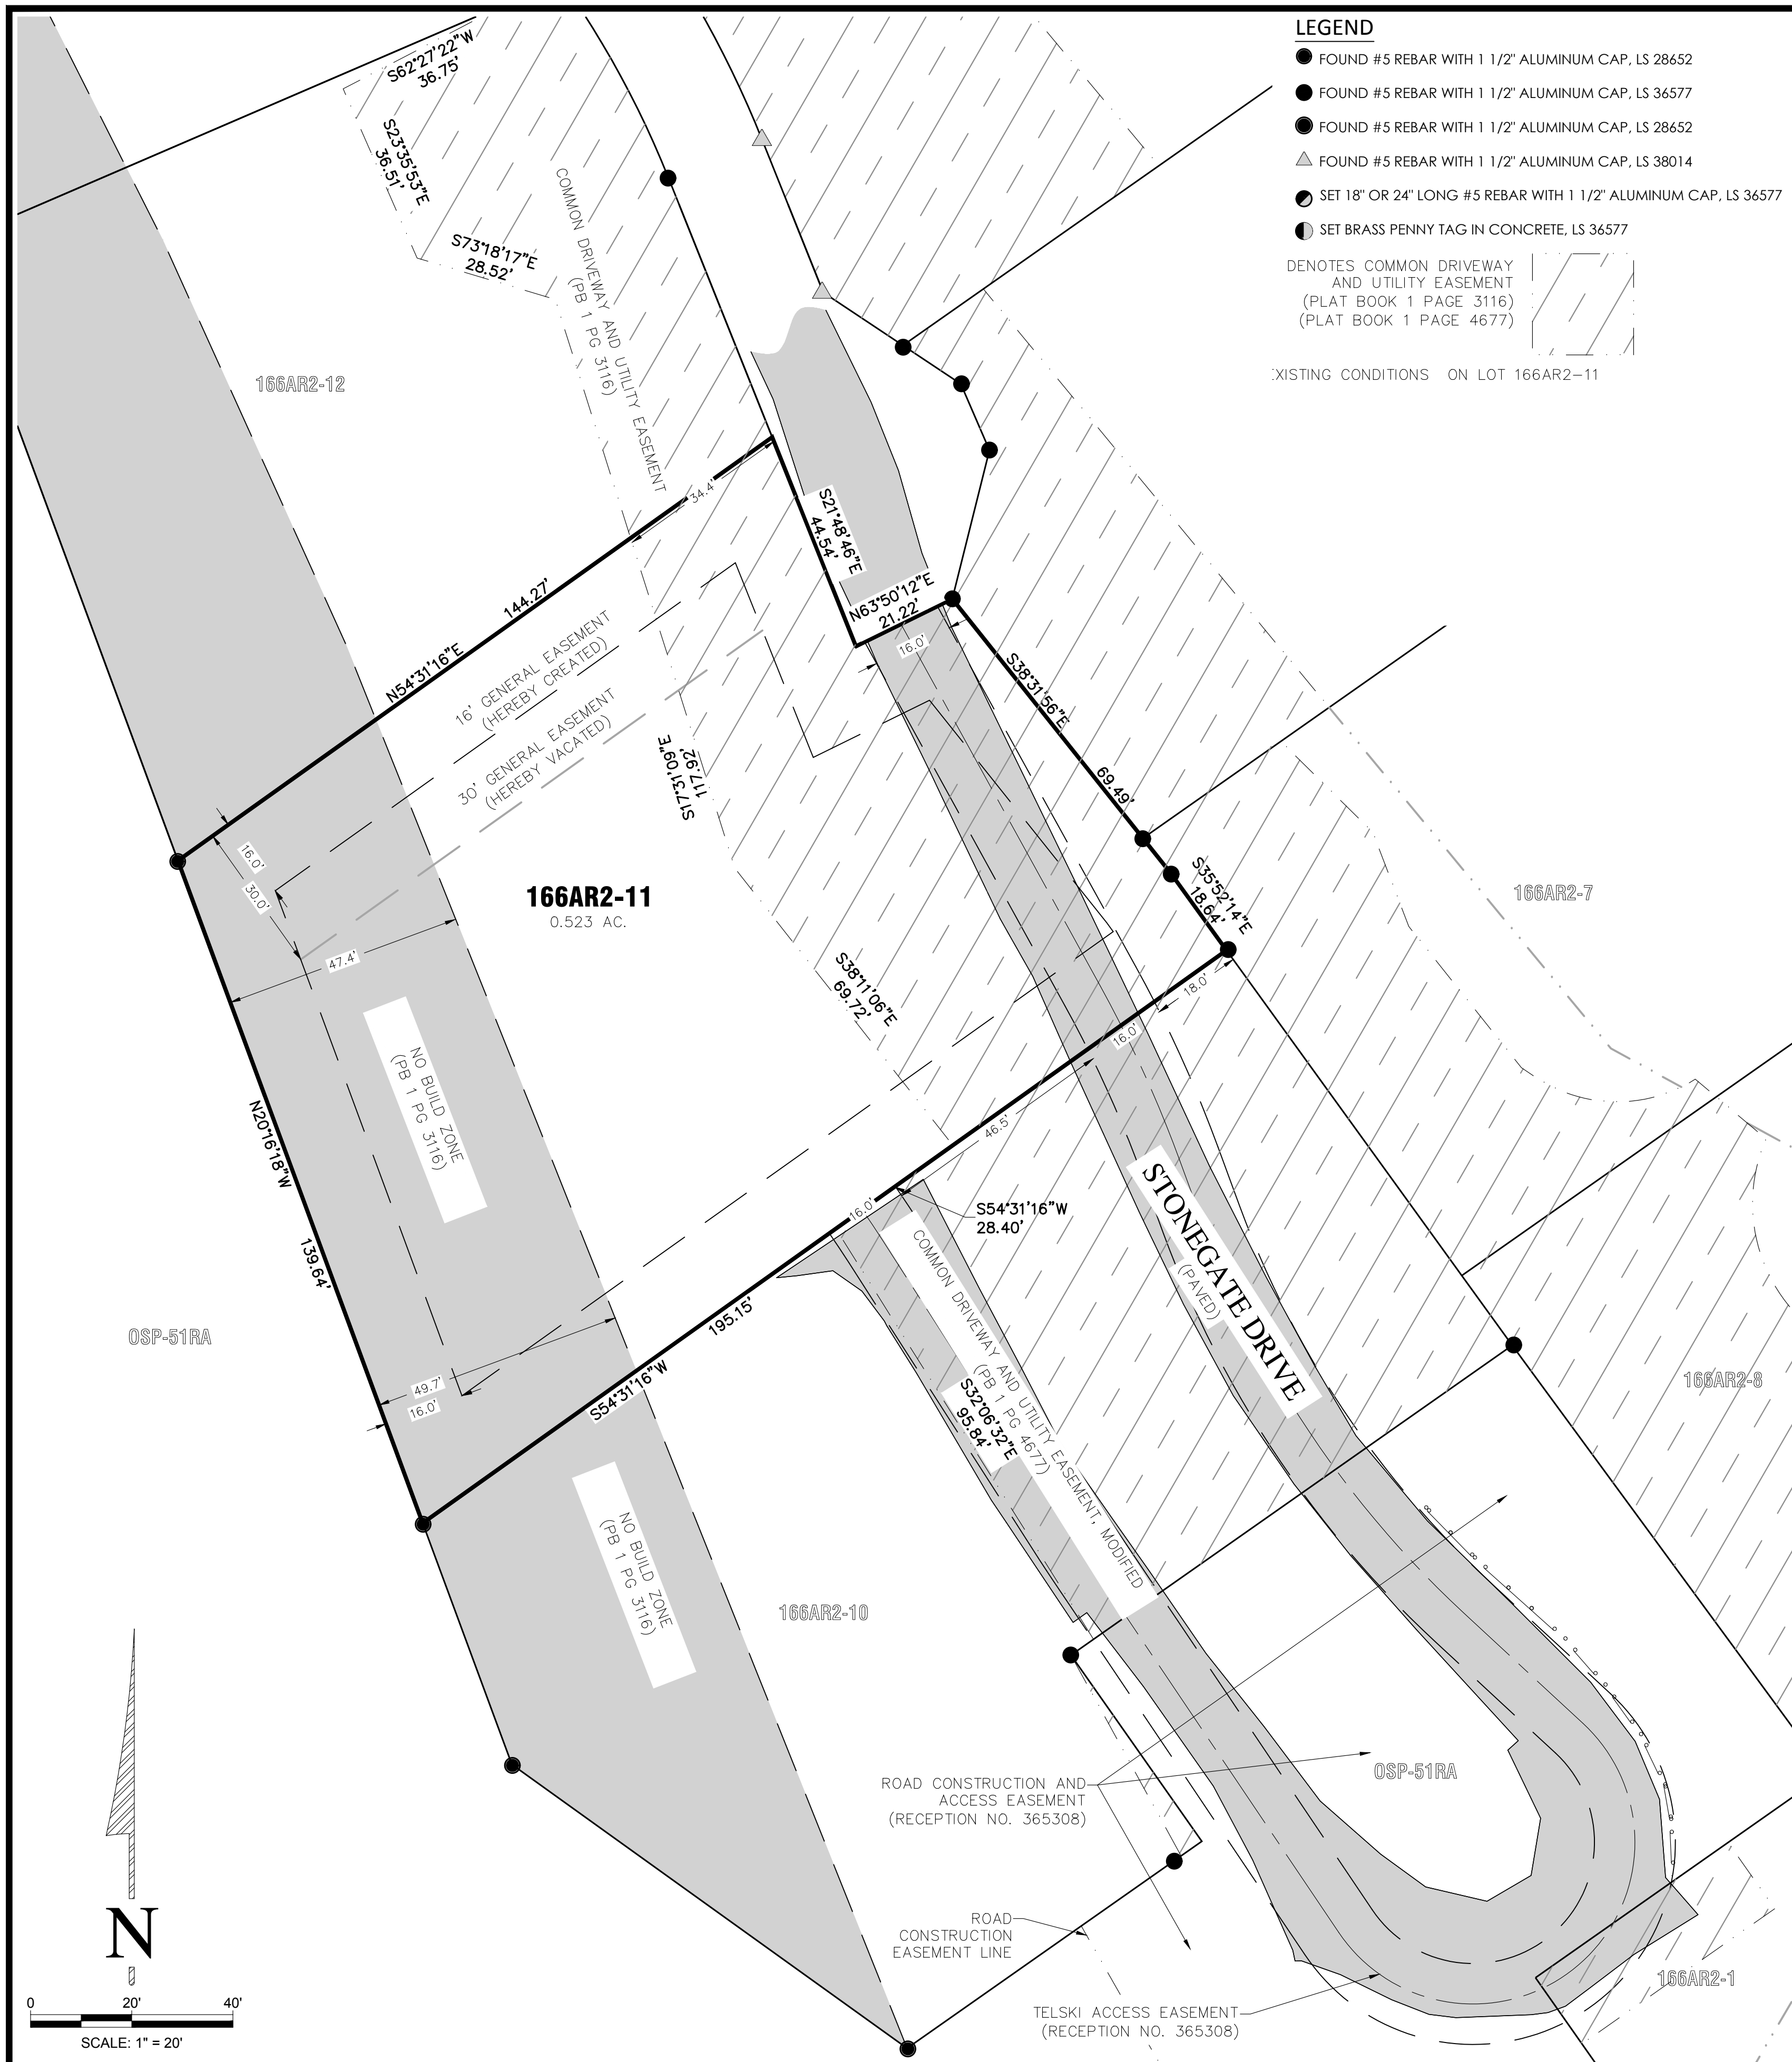 LEGEND
FOUND #5 REBAR WITH 1 1/2" ALUMINUM CAP, LS 28652
FOUND #5 REBAR WITH 1 1/2" ALUMINUM CAP, LS 36577
FOUND #5 REBAR WITH 1 1/2" ALUMINUM CAP, LS 28652
FOUND #5 REBAR WITH 1 1/2" ALUMINUM CAP, LS 38014
SET 18" OR 24" LONG #5 REBAR WITH 1 1/2" ALUMINUM CAP, LS 36577
SET BRASS PENNY TAG IN CONCRETE, LS 36577
DENOTES COMMON DRIVEWAY
AND UTILITY EASEMENT
(PLAT BOOK 1 PAGE 3116)
(PLAT BOOK 1 PAGE 4677)
XISTING CONDITIONS ON LOT 166AR2-11
S62°27'22"W
36.75'
S23°35'53"E
36.51'
S73°18'17"E
28.52'
COMMON DRIVEWAY AND UTILITY EASEMENT
(PB 1 PG 3116)
166AR2-12
34.4'
S21°48'46"E
44.54'
N63°50'12"E
21.22'
16.0'
144.27'
N54°31'16"E
16' GENERAL EASEMENT
(HEREBY CREATED)
30' GENERAL EASEMENT
(HEREBY VACATED)
S17°31'09"E
117.92'
S38°31'56"E
69.49'
S35°52'14"E
18.64'
166AR2-7
16.0'
30.0'
166AR2-11
0.523 AC.
47.4'
S38°11'06"E
69.72'
18.0'
16.0'
46.5'
NO BUILD ZONE
(PB 1 PG 3116)
N20°16'18"W
139.64'
16.0'
S54°31'16"W
28.40'
STONEGATE DRIVE
(PAVED)
OSP-51RA
195.15'
S54°31'16"W
49.7'
16.0'
COMMON DRIVEWAY AND UTILITY EASEMENT, MODIFIED
(PB 1 PG 4677)
S32°06'32"E
95.84'
166AR2-8
NO BUILD ZONE
(PB 1 PG 3116)
166AR2-10
ROAD CONSTRUCTION AND
ACCESS EASEMENT
(RECEPTION NO. 365308)
OSP-51RA
ROAD
CONSTRUCTION
EASEMENT LINE
166AR2-1
TELSKI ACCESS EASEMENT
(RECEPTION NO. 365308)
N
0 20' 40'
SCALE: 1" = 20'